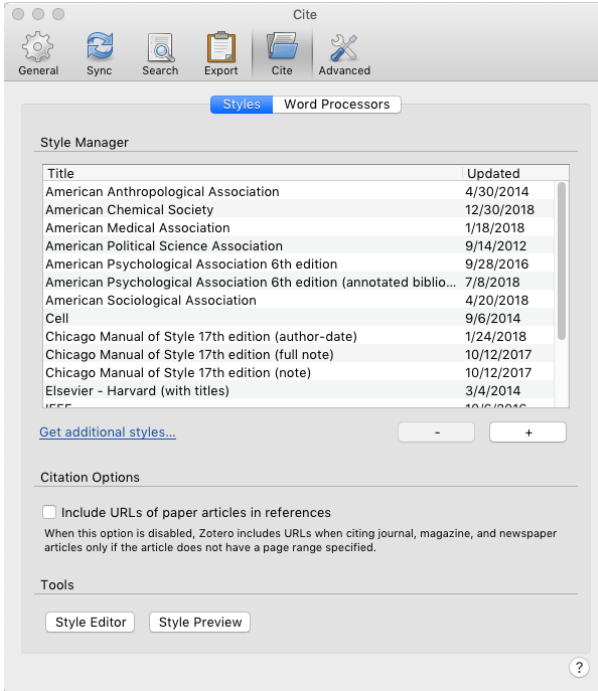 Cite
General Sync Search Export Cite Advanced
Styles Word Processors
Style Manager
Title Updated
American Anthropological Association 4/30/2014
American Chemical Society 12/30/2018
American Medical Association 1/18/2018
American Political Science Association 9/14/2012
American Psychological Association 6th edition 9/28/2016
American Psychological Association 6th edition (annotated biblio... 7/8/2018
American Sociological Association 4/20/2018
Cell 9/6/2014
Chicago Manual of Style 17th edition (author-date) 1/24/2018
Chicago Manual of Style 17th edition (full note) 10/12/2017
Chicago Manual of Style 17th edition (note) 10/12/2017
Elsevier - Harvard (with titles) 3/4/2014
Get additional styles... - +
Citation Options
Include URLs of paper articles in references
When this option is disabled, Zotero includes URLs when citing journal, magazine, and newspaper
articles only if the article does not have a page range specified.
Tools
Style Editor Style Preview
?